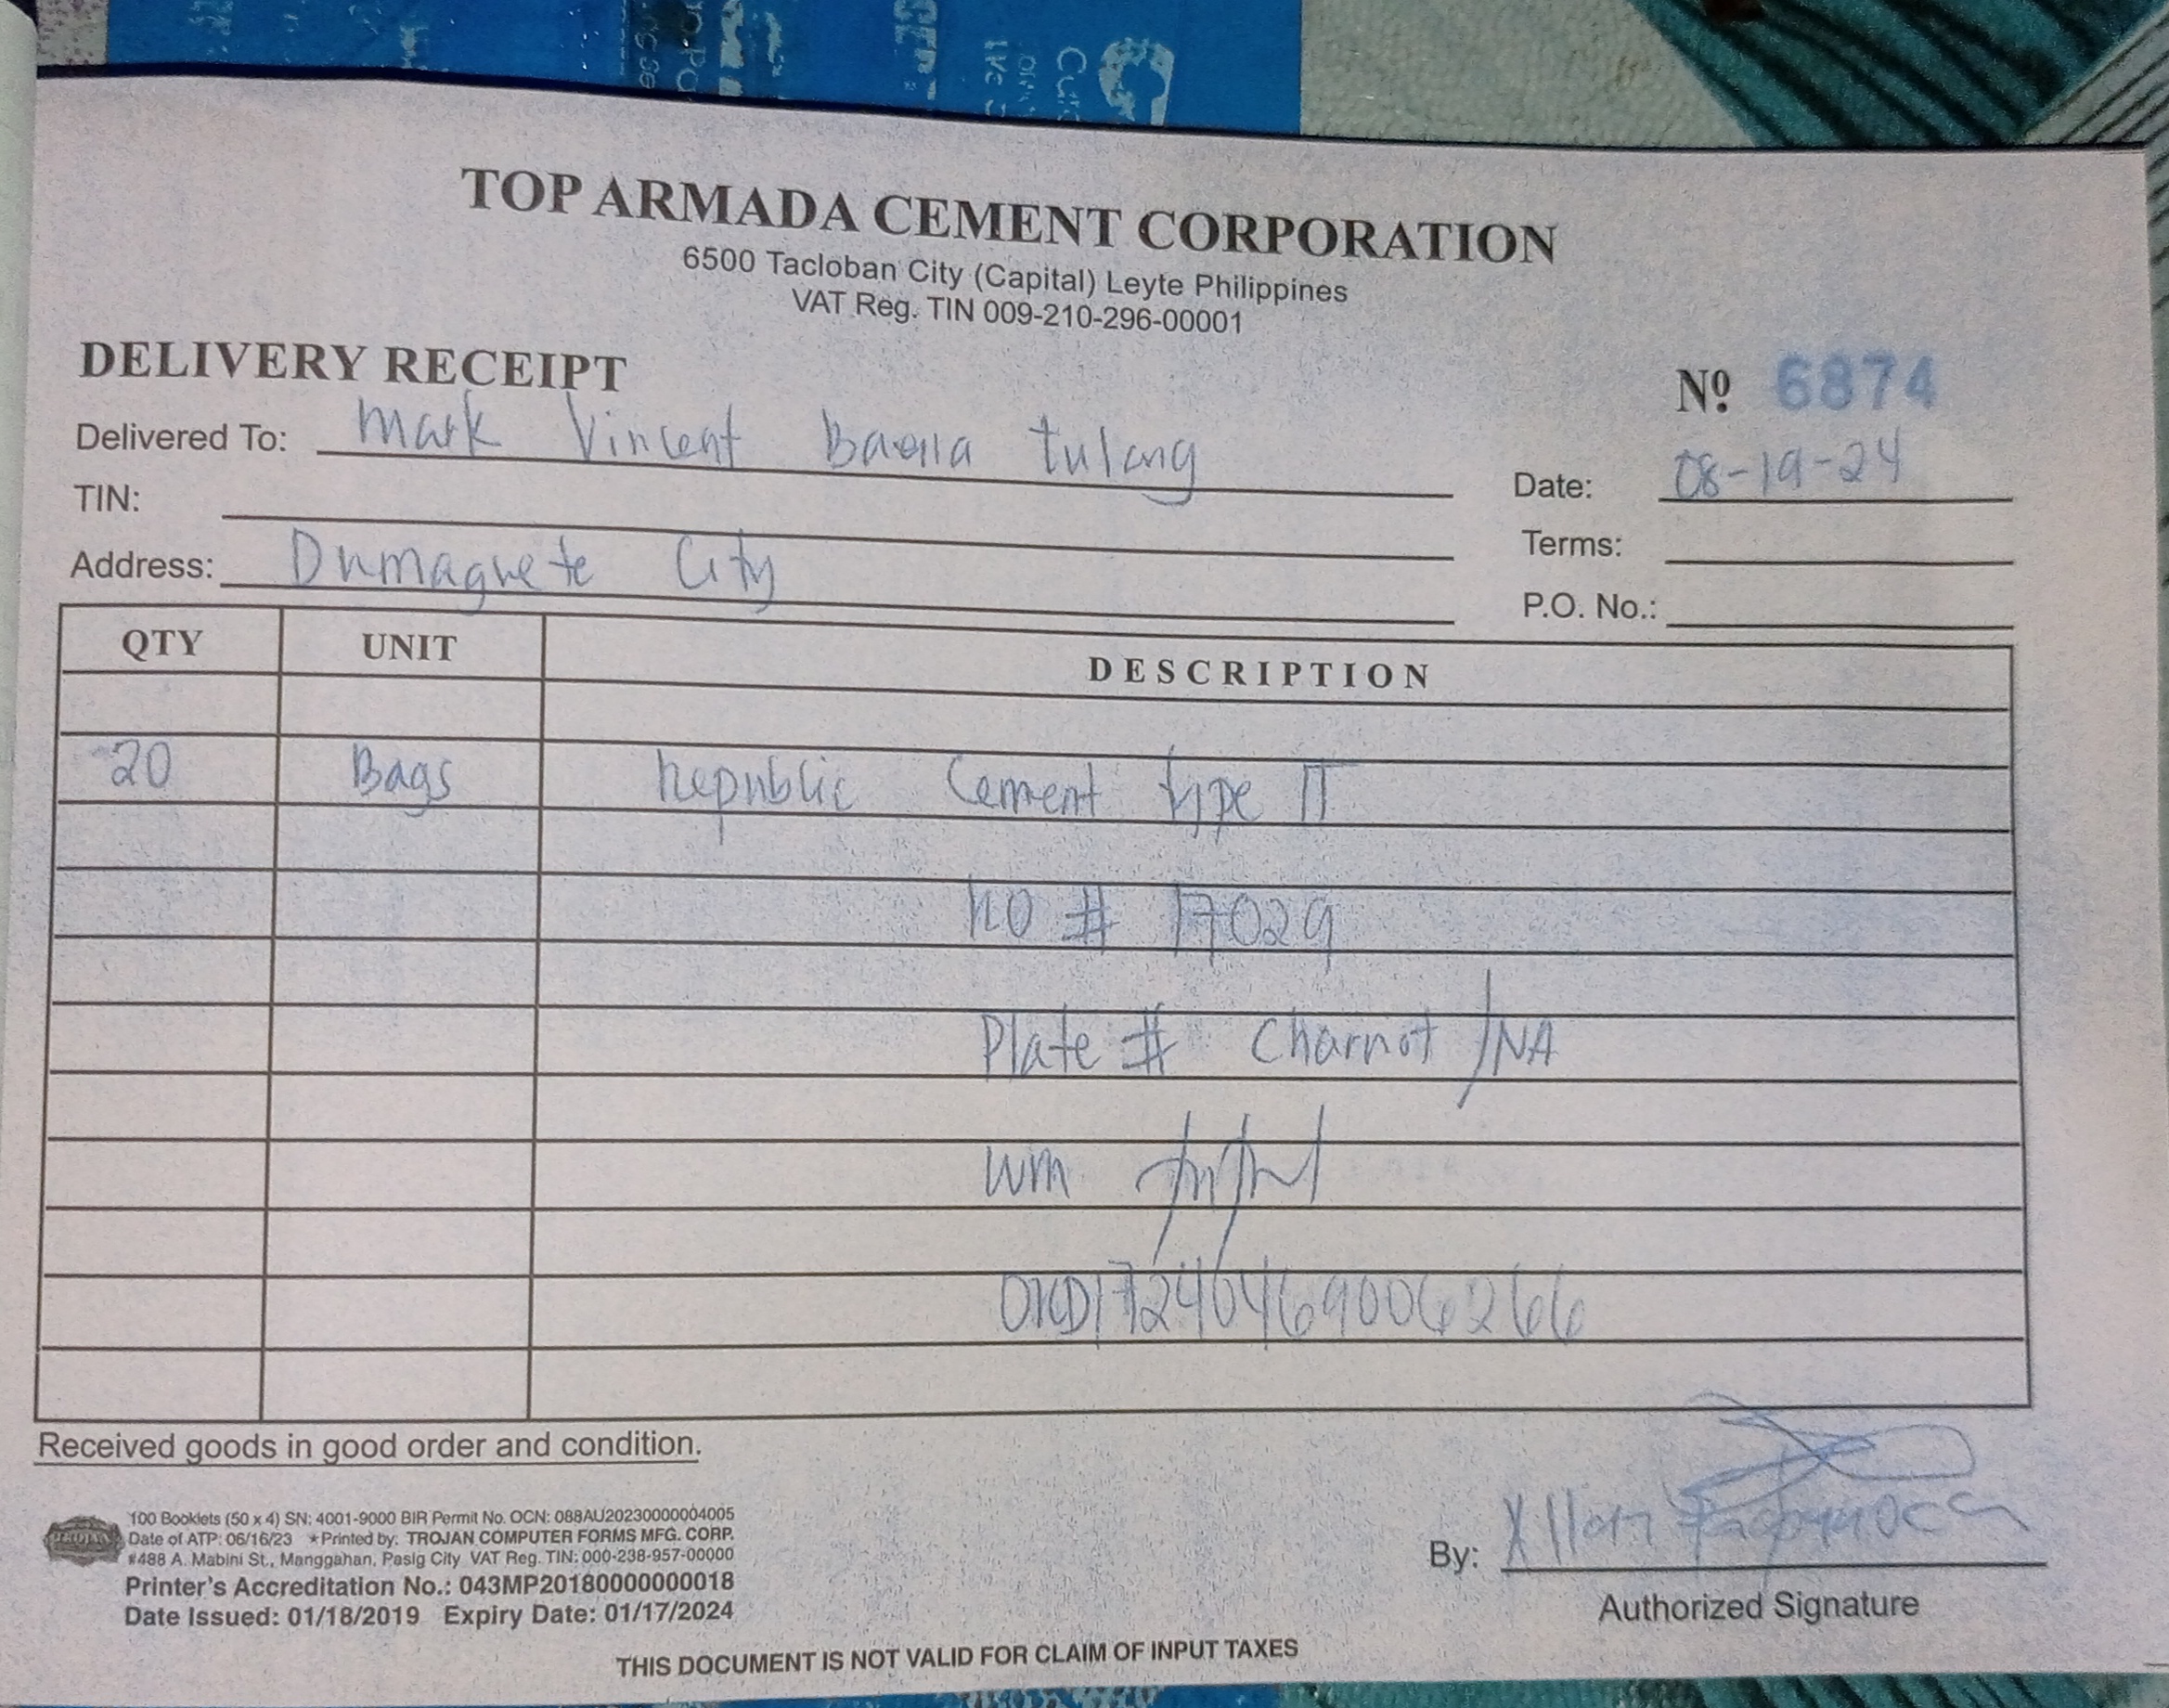 TOP ARMADA CEMENT CORPORATION
6500 Tacloban City (Capital) Leyte Philippines
VAT Reg. TIN 009-210-296-00001
DELIVERY RECEIPT
Nº 6874
Delivered To: Mark Vincent Tulang
Date: 08-19-24
TIN:
Terms:
Address: Dumaguete City
P.O. No.:
QTY UNIT DESCRIPTION
20 Bags Republic Cement type IT
RO # 17029
Plate # /NA
WM
ORD1724046900626 6
Received goods in good order and condition.
100 Booklets (50 x 4) SN: 4001-9000 BIR Permit No. OCN: 088AU20230000004005
Date of ATP: 06/16/23 ★Printed by: TROJAN COMPUTER FORMS MFG. CORP.
#488 A. Mabini St., Manggahan, Pasig City VAT Reg. TIN: 000-238-957-00000
Printer's Accreditation No.: 043MP20180000000018
Date Issued: 01/18/2019 Expiry Date: 01/17/2024
By:
Authorized Signature
THIS DOCUMENT IS NOT VALID FOR CLAIM OF INPUT TAXES